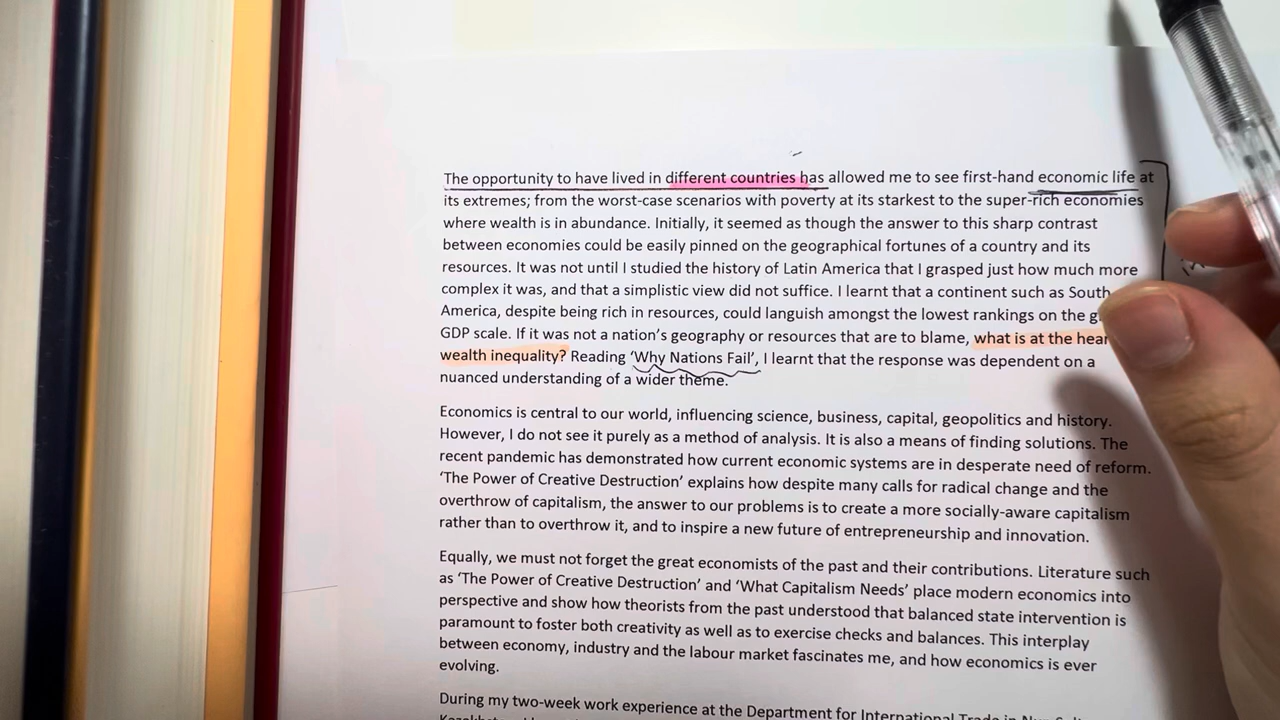 The opportunity to have lived in different countries has allowed me to see first-hand economic life at
its extremes; from the worst-case scenarios with poverty at its starkest to the super-rich economies
where wealth is in abundance. Initially, it seemed as though the answer to this sharp contrast
between economies could be easily pinned on the geographical fortunes of a country and its
resources. It was not until I studied the history of Latin America that I grasped just how much more
complex it was, and that a simplistic view did not suffice. I learnt that a continent such as South
America, despite being rich in resources, could languish amongst the lowest rankings on the
GDP scale. If it was not a nation's geography or resources that are to blame, what is at the
wealth inequality? Reading 'Why Nations Fail', I learnt that the response was dependent on a
nuanced understanding of a wider theme.
Economics is central to our world, influencing science, business, capital, geopolitics and history.
However, I do not see it purely as a method of analysis. It is also a means of finding solutions. The
recent pandemic has demonstrated how current economic systems are in desperate need of reform.
'The Power of Creative Destruction' explains how despite many calls for radical change and the
overthrow of capitalism, the answer to our problems is to create a more socially-aware capitalism
rather than to overthrow it, and to inspire a new future of entrepreneurship and innovation.
Equally, we must not forget the great economists of the past and their contributions. Literature such
as 'The Power of Creative Destruction' and 'What Capitalism Needs' place modern economics into
perspective and show how theorists from the past understood that balanced state intervention is
paramount to foster both creativity as well as to exercise checks and balances. This interplay
between economy, industry and the labour market fascinates me, and how economics is ever
evolving.
During my two-week work experience at the Department for International Trade in